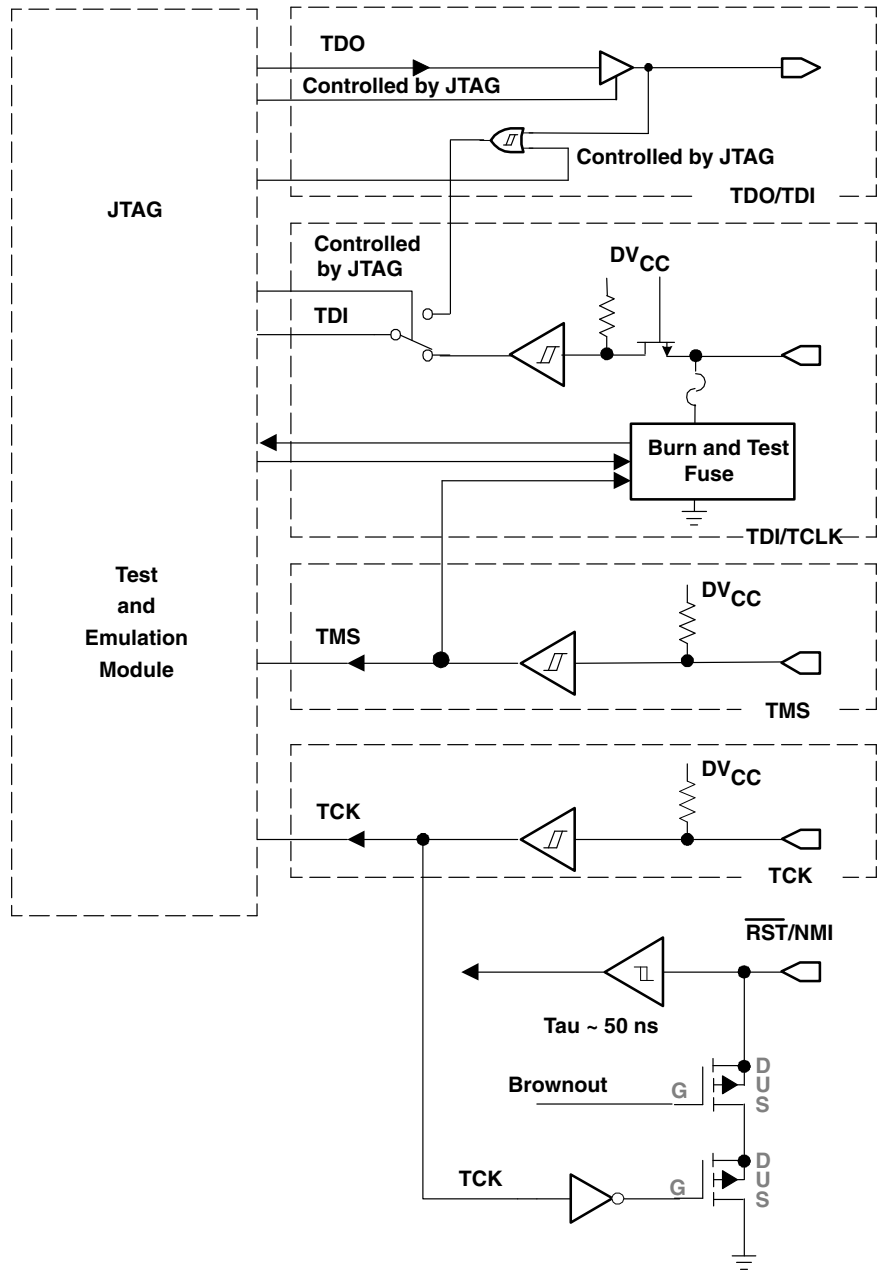 TDO
Controlled by JTAG
Controlled by JTAG
TDO/TDI
JTAG
Controlled
by JTAG
DVCC
TDI
Burn and Test
Fuse
TDI/TCLK
Test
and
Emulation
Module
DVCC
TMS
TMS
DVCC
TCK
TCK
RST/NMI
Tau ~ 50 ns
Brownout
G
D
U
S
TCK
G
D
U
S